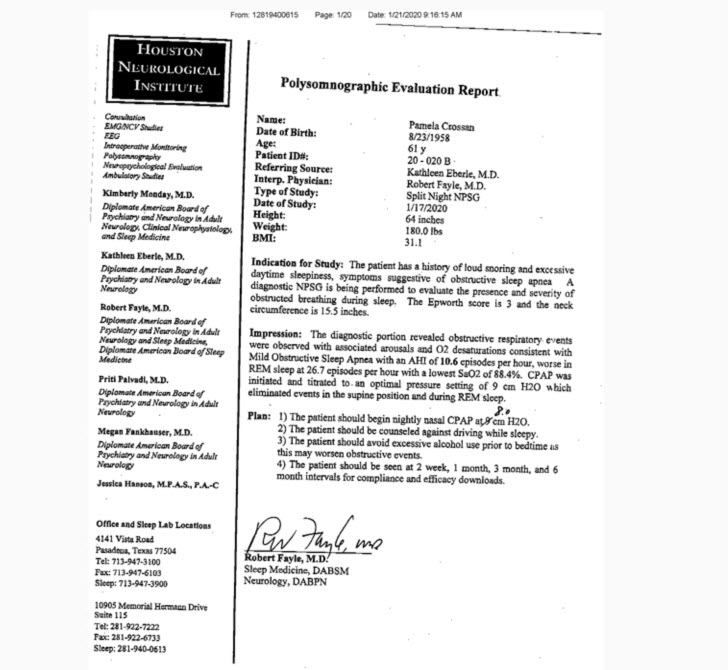 From: 12819400615 Page: 1/20 Date: 1/21/2020 9:16:15 AM
HOUSTON
NEUROLOGICAL
INSTITUTE
Consultation
EMG/NCV Studies
EEG
Intraoperative Monitoring
Polysomnography
Neuropsychological Evaluation
Ambulatory Studies
Kimberly Monday, M.D.
Diplomate American Board of
Psychiatry and Neurology in Adult
Neurology, Clinical Neurophysiology,
and Sleep Medicine
Kathleen Eberle, M.D.
Diplomate American Board of
Psychiatry and Neurology in Adult
Neurology
Robert Fayle, M.D.
Diplomate American Board of
Psychiatry and Neurology in Adult
Neurology and Sleep Medicine,
Diplomate American Board of Sleep
Medicine
Priti Palvadi, M.D.
Diplomate American Board of
Psychiatry and Neurology in Adult
Neurology
Megan Fankhauser, M.D.
Diplomate American Board of
Psychiatry and Neurology in Adult
Neurology
Jessica Hanson, M.P.A.S., P.A.-C
Office and Sleep Lab Locations
4141 Vista Road
Pasadena, Texas 77504
Tel: 713-947-3100
Fax: 713-947-6103
Sleep: 713-947-3900
10905 Memorial Hermann Drive
Suite 115
Tel: 281-922-7222
Fax: 281-922-6733
Sleep: 281-940-0613
Polysomnographic Evaluation Report
Name: Pamela Crossan
Date of Birth: 8/23/1958
Age: 61 y
Patient ID#: 20 - 020 B
Referring Source: Kathleen Eberle, M.D.
Interp. Physician: Robert Fayle, M.D.
Type of Study: Split Night NPSG
Date of Study: 1/17/2020
Height: 64 inches
Weight: 180.0 lbs
BMI: 31.1
Indication for Study: The patient has a history of loud snoring and excessive
daytime sleepiness, symptoms suggestive of obstructive sleep apnea A
diagnostic NPSG is being performed to evaluate the presence and severity of
obstructed breathing during sleep. The Epworth score is 3 and the neck
circumference is 15.5 inches.
Impression: The diagnostic portion revealed obstructive respiratory events
were observed with associated arousals and O2 desaturations consistent with
Mild Obstructive Sleep Apnea with an AHI of 10.6 episodes per hour, worse in
REM sleep at 26.7 episodes per hour with a lowest SaO2 of 88.4%. CPAP was
initiated and titrated to an optimal pressure setting of 9 cm H2O which
eliminated events in the supine position and during REM sleep.
8.0
Plan: 1) The patient should begin nightly nasal CPAP at 9 cm H2O.
2) The patient should be counseled against driving while sleepy.
3) The patient should avoid excessive alcohol use prior to bedtime as
this may worsen obstructive events.
4) The patient should be seen at 2 week, 1 month, 3 month, and 6
month intervals for compliance and efficacy downloads.
RW Fayle, MD
Robert Fayle, M.D.
Sleep Medicine, DABSM
Neurology, DABPN